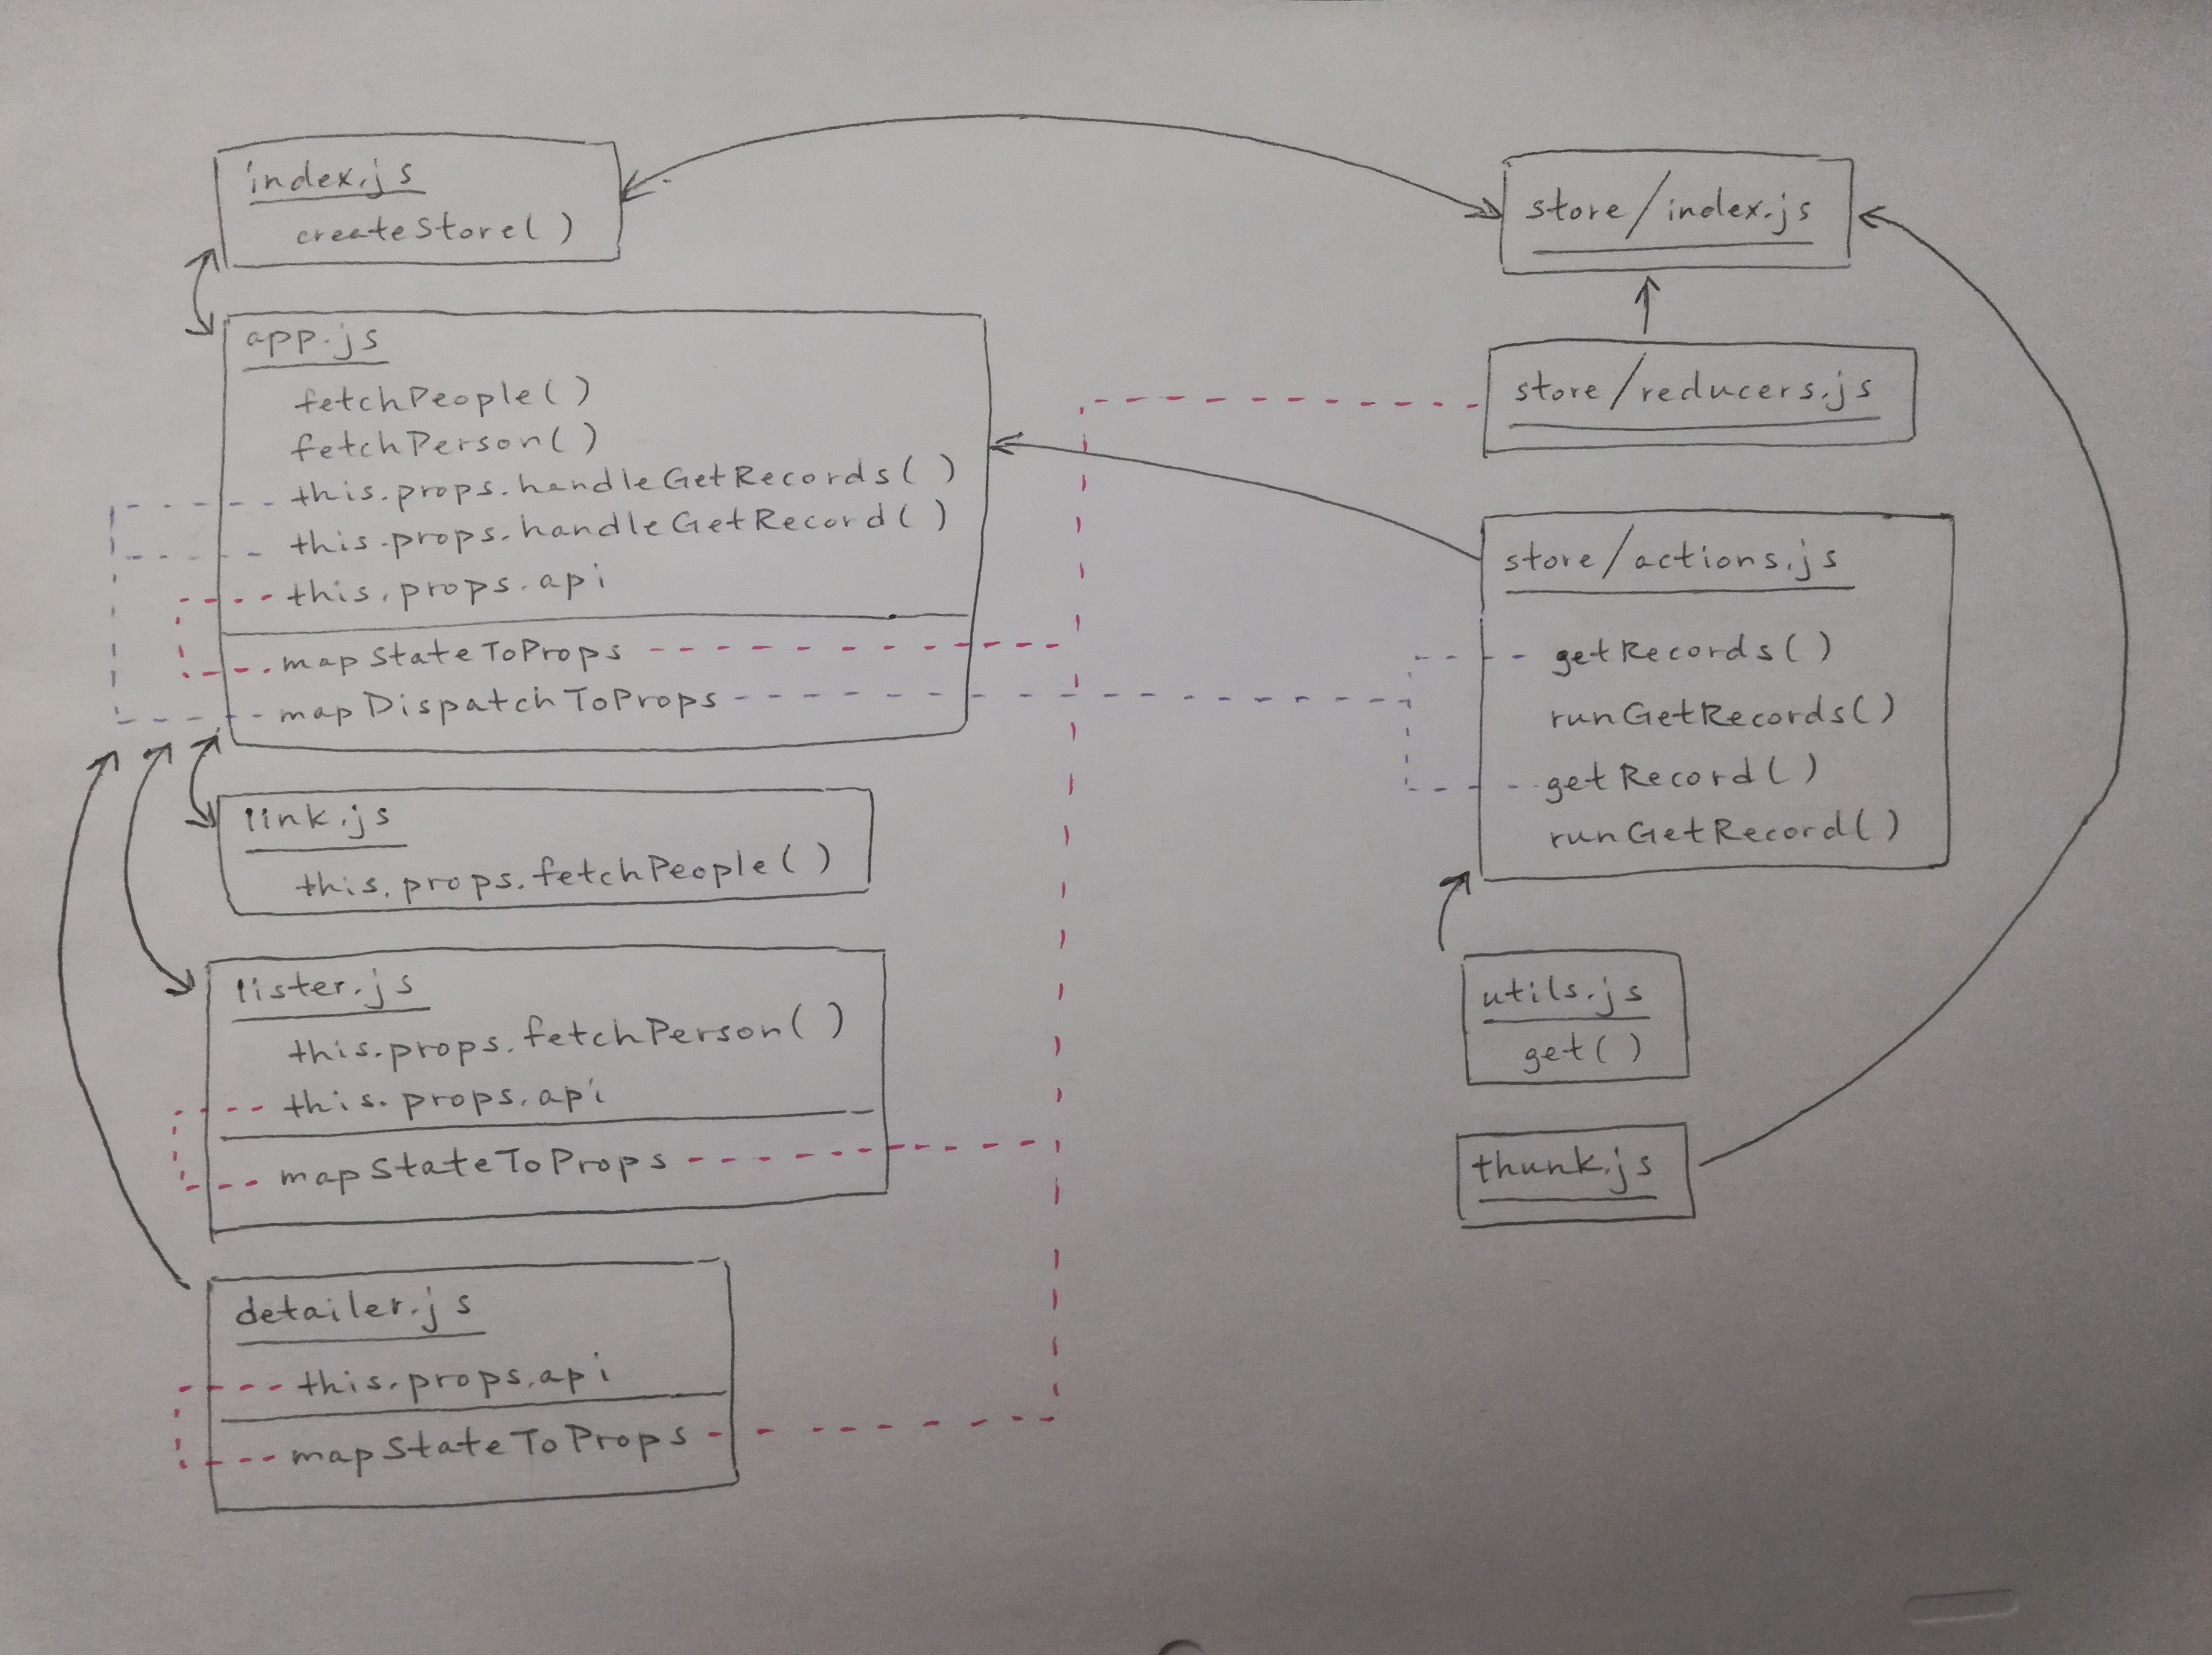 index.js
createStore()
app.js
fetchPeople()
fetchPerson()
this.props.handleGetRecords()
this.props.handleGetRecord()
this.props.api
mapStateToProps
mapDispatchToProps
link.js
this.props.fetchPeople()
lister.js
this.props.fetchPerson()
this.props.api
mapStateToProps
detailer.js
this.props.api
mapStateToProps
store/index.js
store/reducers.js
store/actions.js
getRecords()
runGetRecords()
getRecord()
runGetRecord()
utils.js
get()
thunk.js